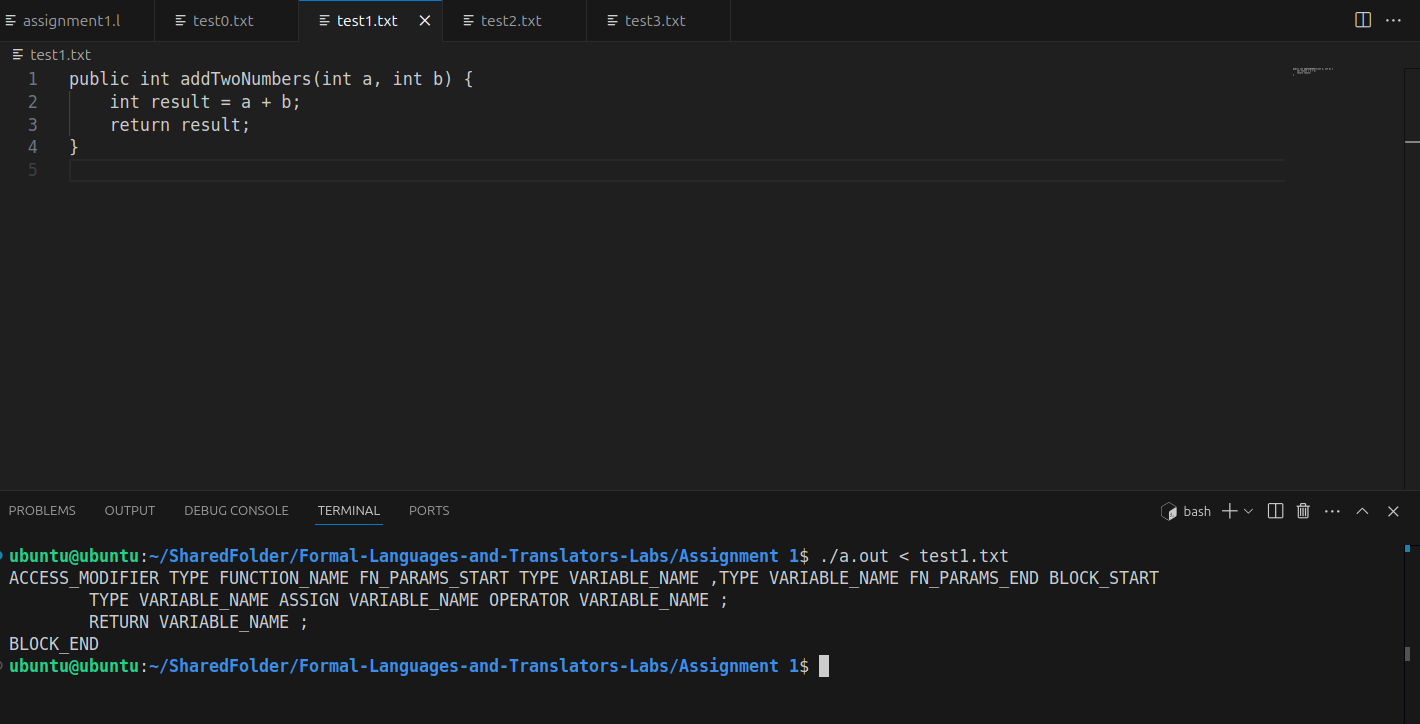 assignment1.l test0.txt test1.txt test2.txt test3.txt
test1.txt
1 public int addTwoNumbers(int a, int b) {
2     int result = a + b;
3     return result;
4 }
5
PROBLEMS OUTPUT DEBUG CONSOLE TERMINAL PORTS bash
ubuntu@ubuntu:~/SharedFolder/Formal-Languages-and-Translators-Labs/Assignment 1$ ./a.out < test1.txt
ACCESS_MODIFIER TYPE FUNCTION_NAME FN_PARAMS_START TYPE VARIABLE_NAME ,TYPE VARIABLE_NAME FN_PARAMS_END BLOCK_START
        TYPE VARIABLE_NAME ASSIGN VARIABLE_NAME OPERATOR VARIABLE_NAME ;
        RETURN VARIABLE_NAME ;
BLOCK_END
ubuntu@ubuntu:~/SharedFolder/Formal-Languages-and-Translators-Labs/Assignment 1$